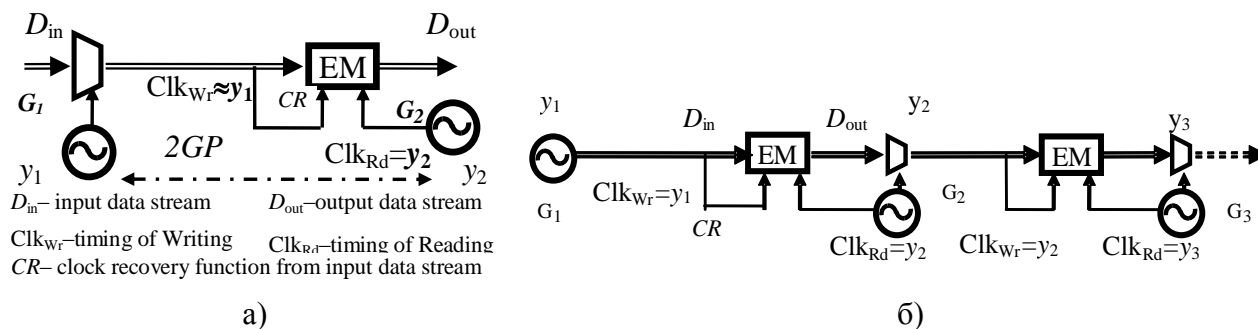 D_in D_out
EM
Clk_Wr≈y_1
CR
G_1
G_2
2GP
Clk_Rd=y_2
y_1 y_2
D_in– input data stream D_out–output data stream
Clk_Wr–timing of Writing Clk_Rd–timing of Reading
CR– clock recovery function from input data stream
а)
y_1 y_2 y_3
D_in D_out
EM EM
Clk_Wr=y_1
G_1 G_2 G_3
CR
Clk_Rd=y_2 Clk_Wr=y_2 Clk_Rd=y_3
б)